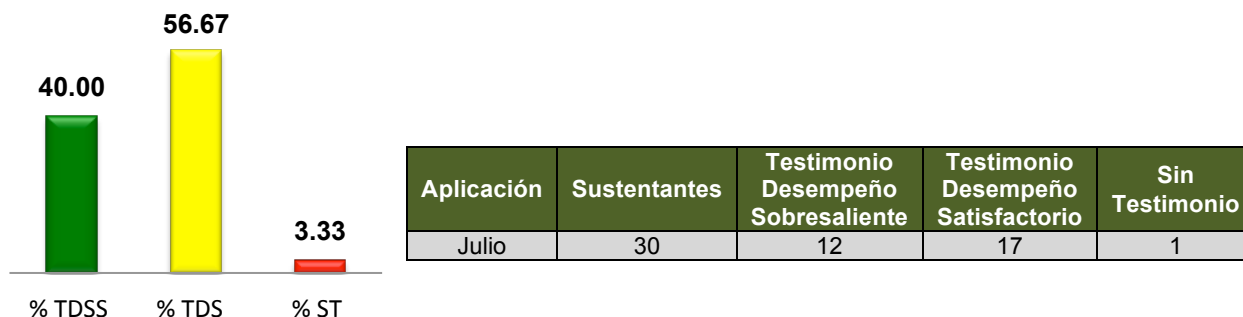 56.67
40.00
3.33
% TDSS % TDS % ST
Aplicación Sustentantes Testimonio Desempeño Sobresaliente Testimonio Desempeño Satisfactorio Sin Testimonio
Julio 30 12 17 1